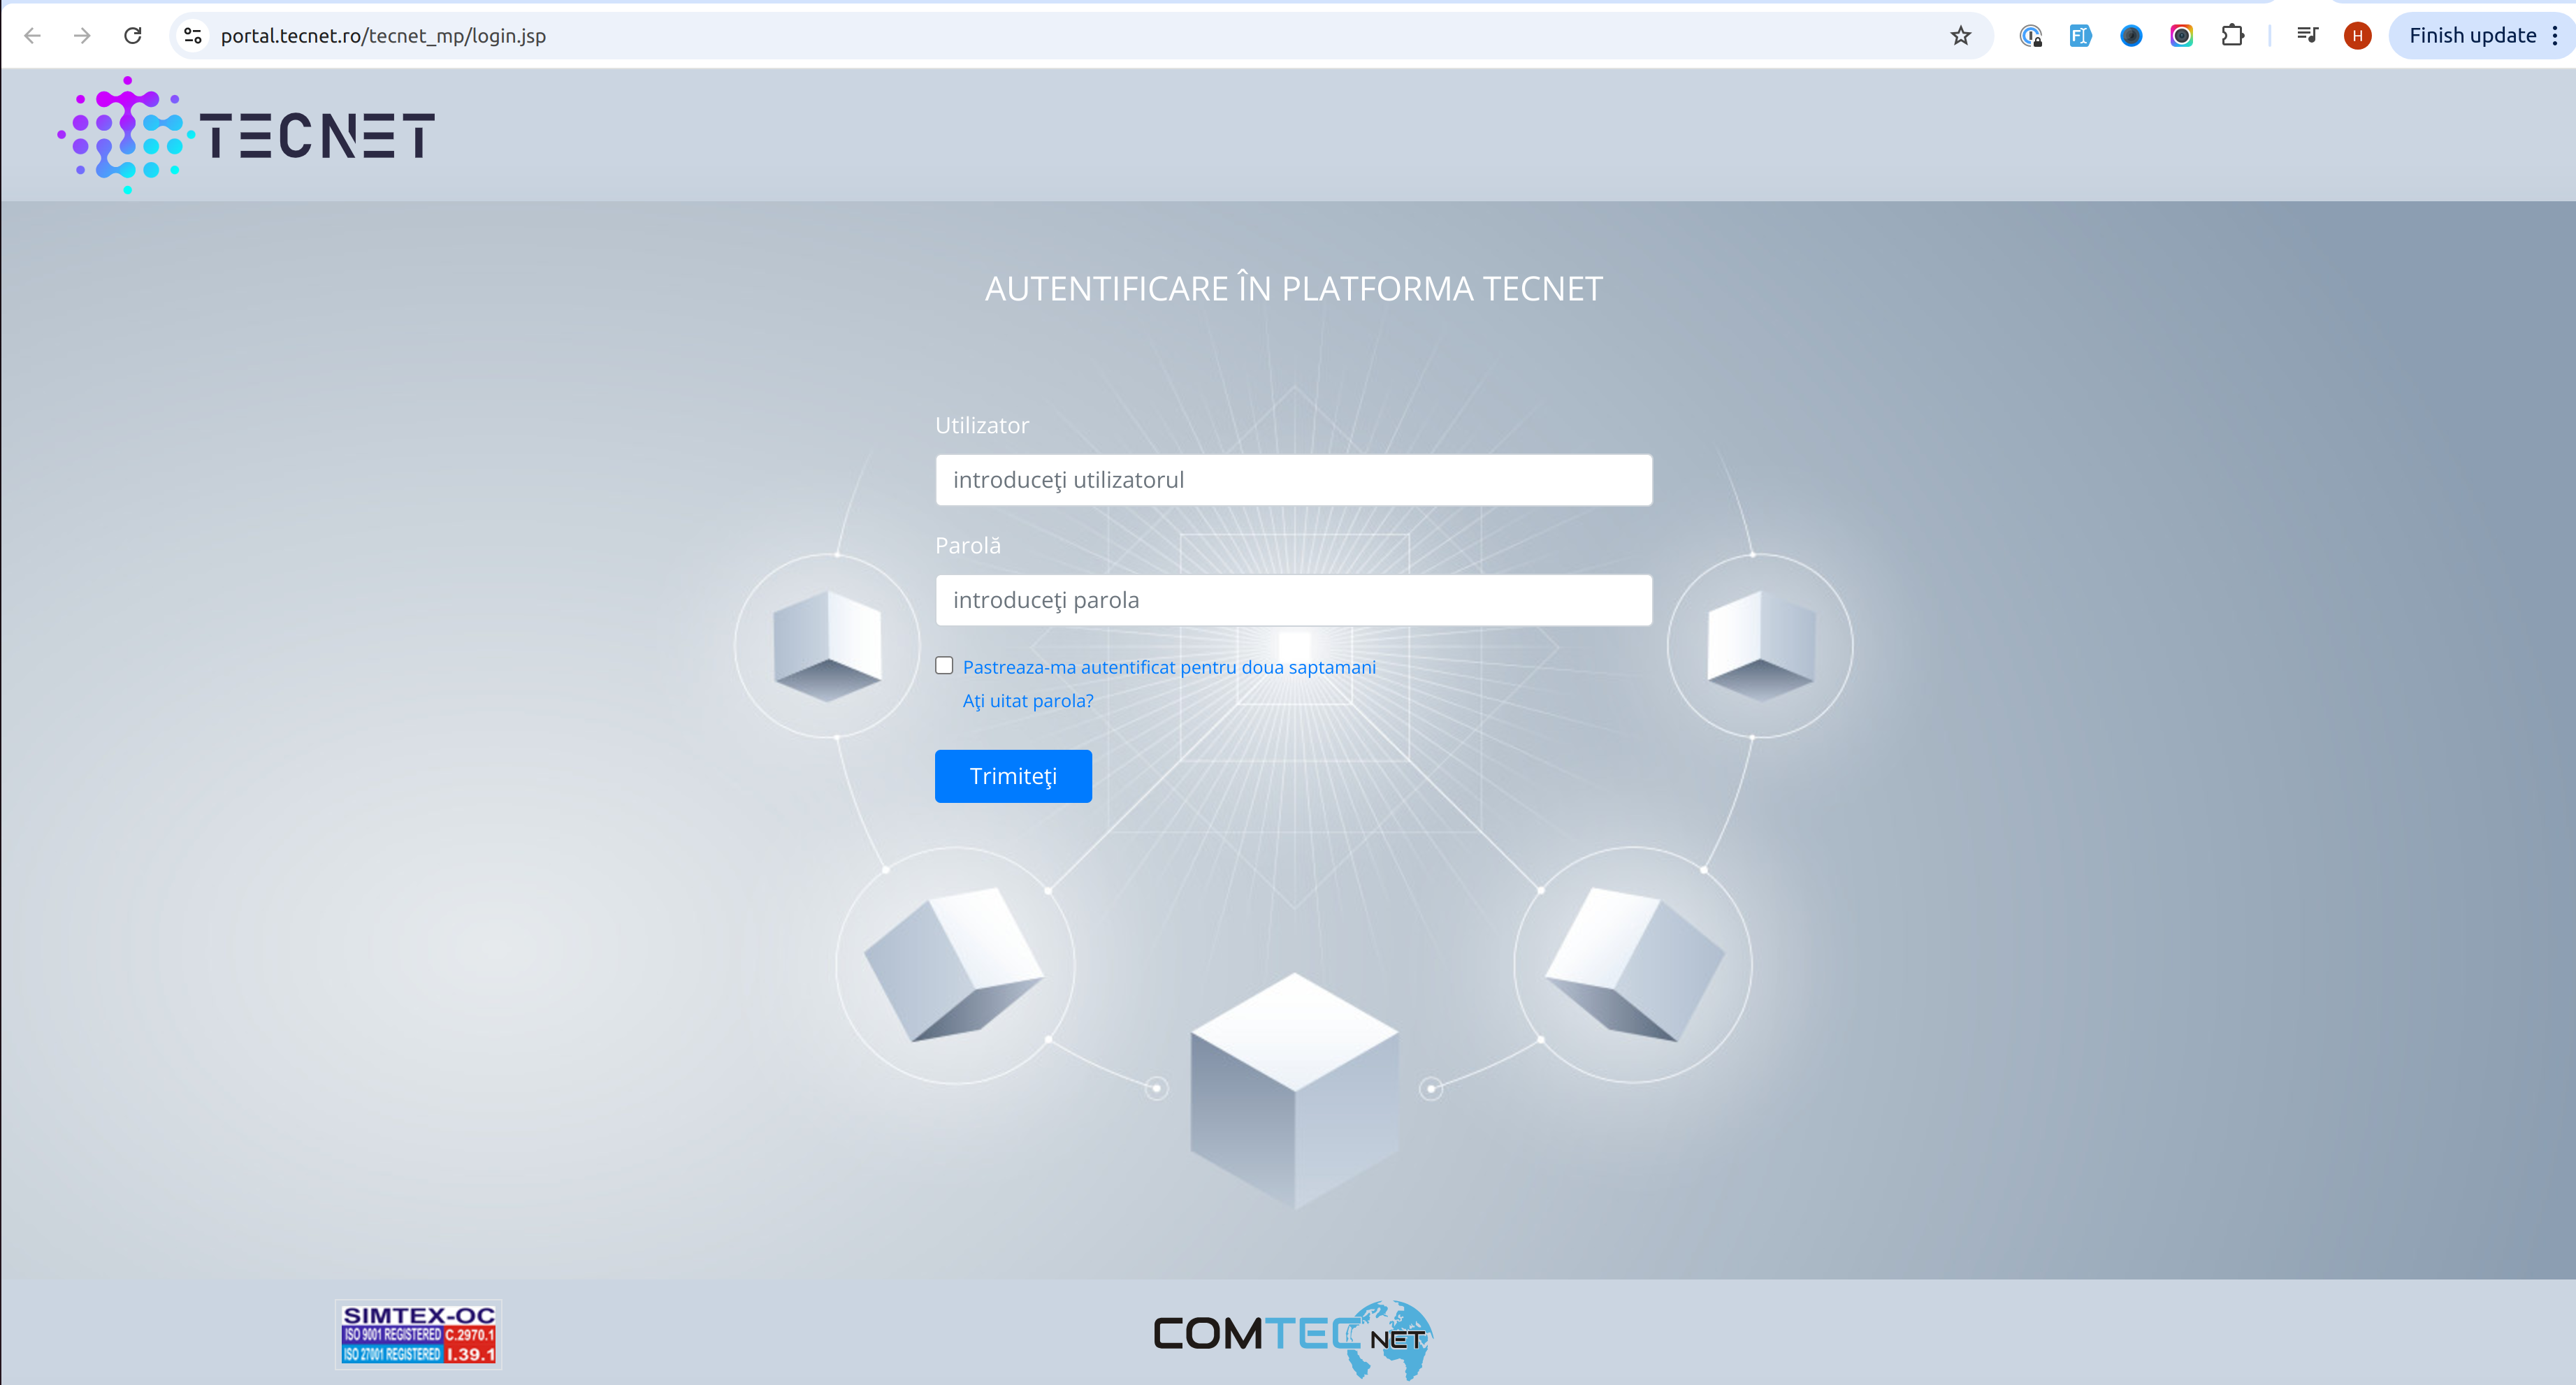 portal.tecnet.ro/tecnet_mp/login.jsp
H
Finish update
TECNET
AUTENTIFICARE ÎN PLATFORMA TECNET
Utilizator
introduceţi utilizatorul
Parolă
introduceţi parola
Pastreaza-ma autentificat pentru doua saptamani
Aţi uitat parola?
Trimiteţi
SIMTEX-OC
ISO 9001 REGISTERED C.2970.1
ISO 27001 REGISTERED I.39.1
COMTEC NET